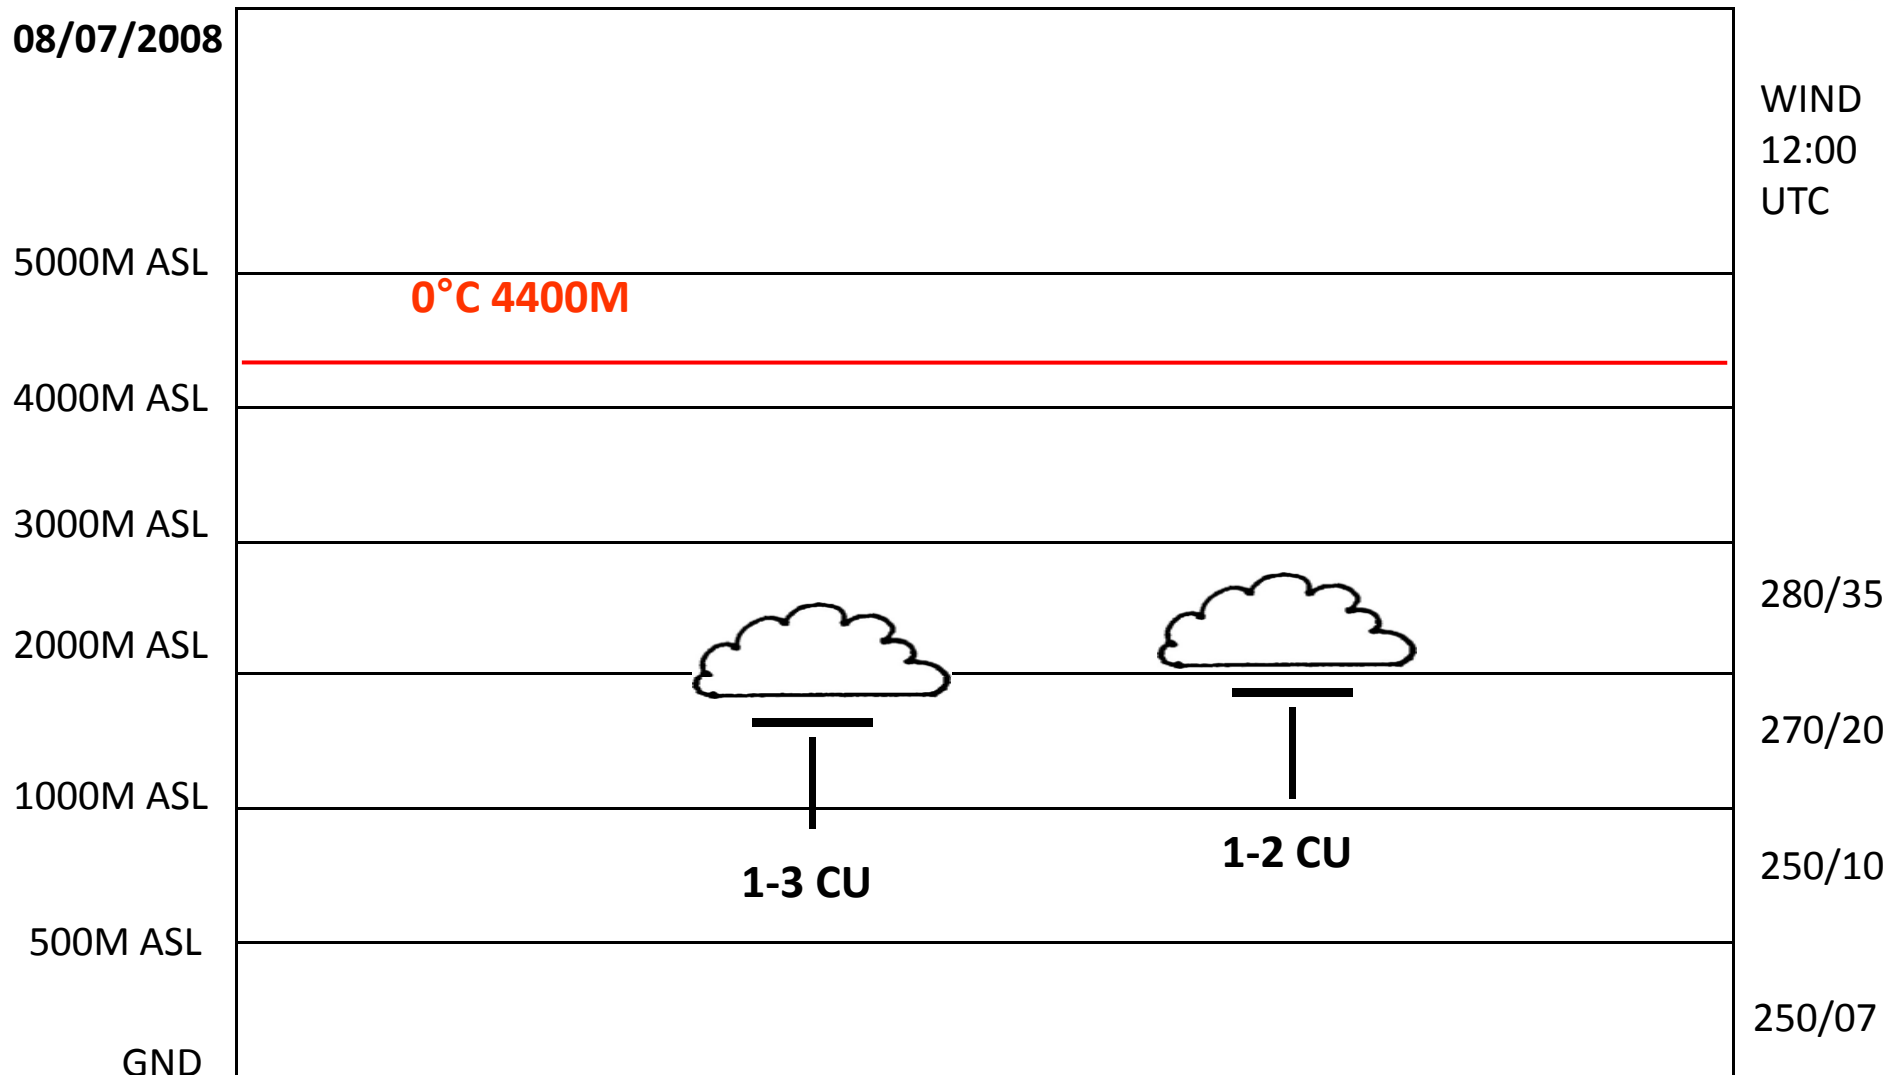 08/07/2008
WIND
12:00
UTC
5000M ASL
0°C 4400M
4000M ASL
3000M ASL
280/35
2000M ASL
270/20
1000M ASL
1-2 CU
250/10
1-3 CU
500M ASL
250/07
GND